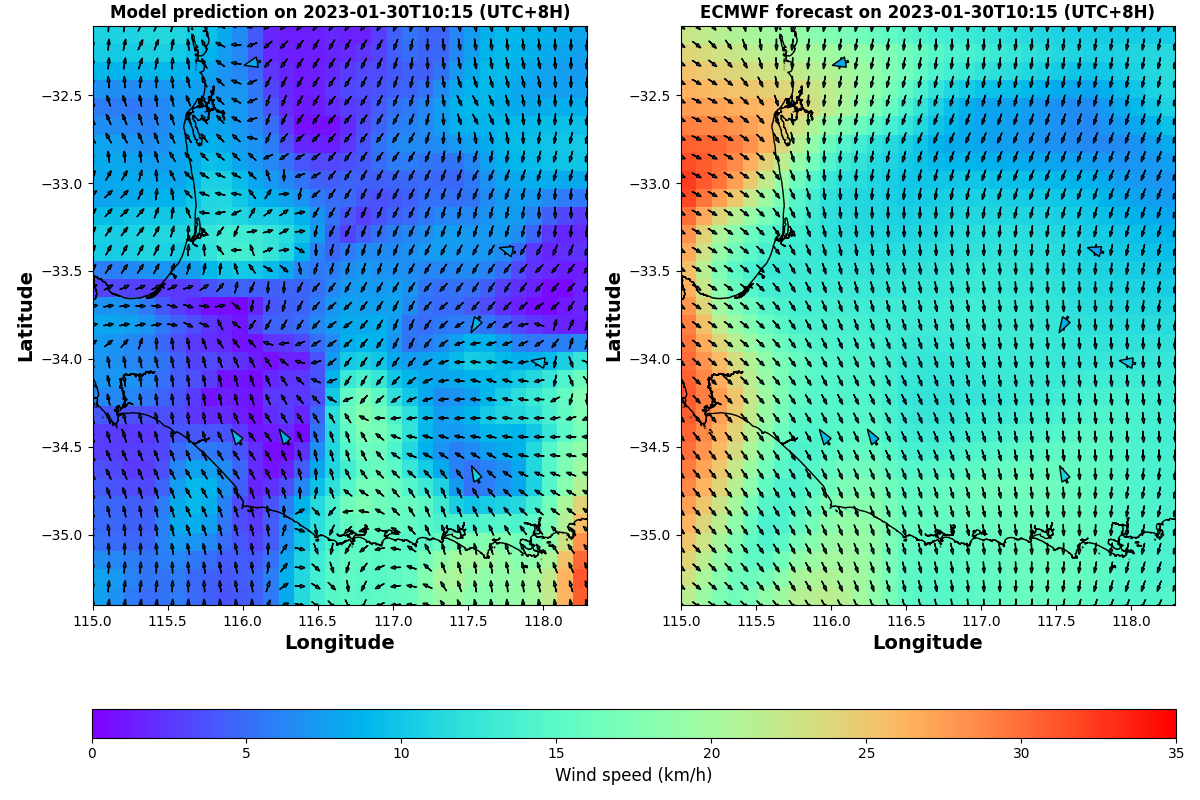 Model prediction on 2023-01-30T10:15 (UTC+8H)
ECMWF forecast on 2023-01-30T10:15 (UTC+8H)
Latitude
−32.5
−33.0
−33.5
−34.0
−34.5
−35.0
115.0 115.5 116.0 116.5 117.0 117.5 118.0
Longitude
Latitude
−32.5
−33.0
−33.5
−34.0
−34.5
−35.0
115.0 115.5 116.0 116.5 117.0 117.5 118.0
Longitude
0 5 10 15 20 25 30 35
Wind speed (km/h)